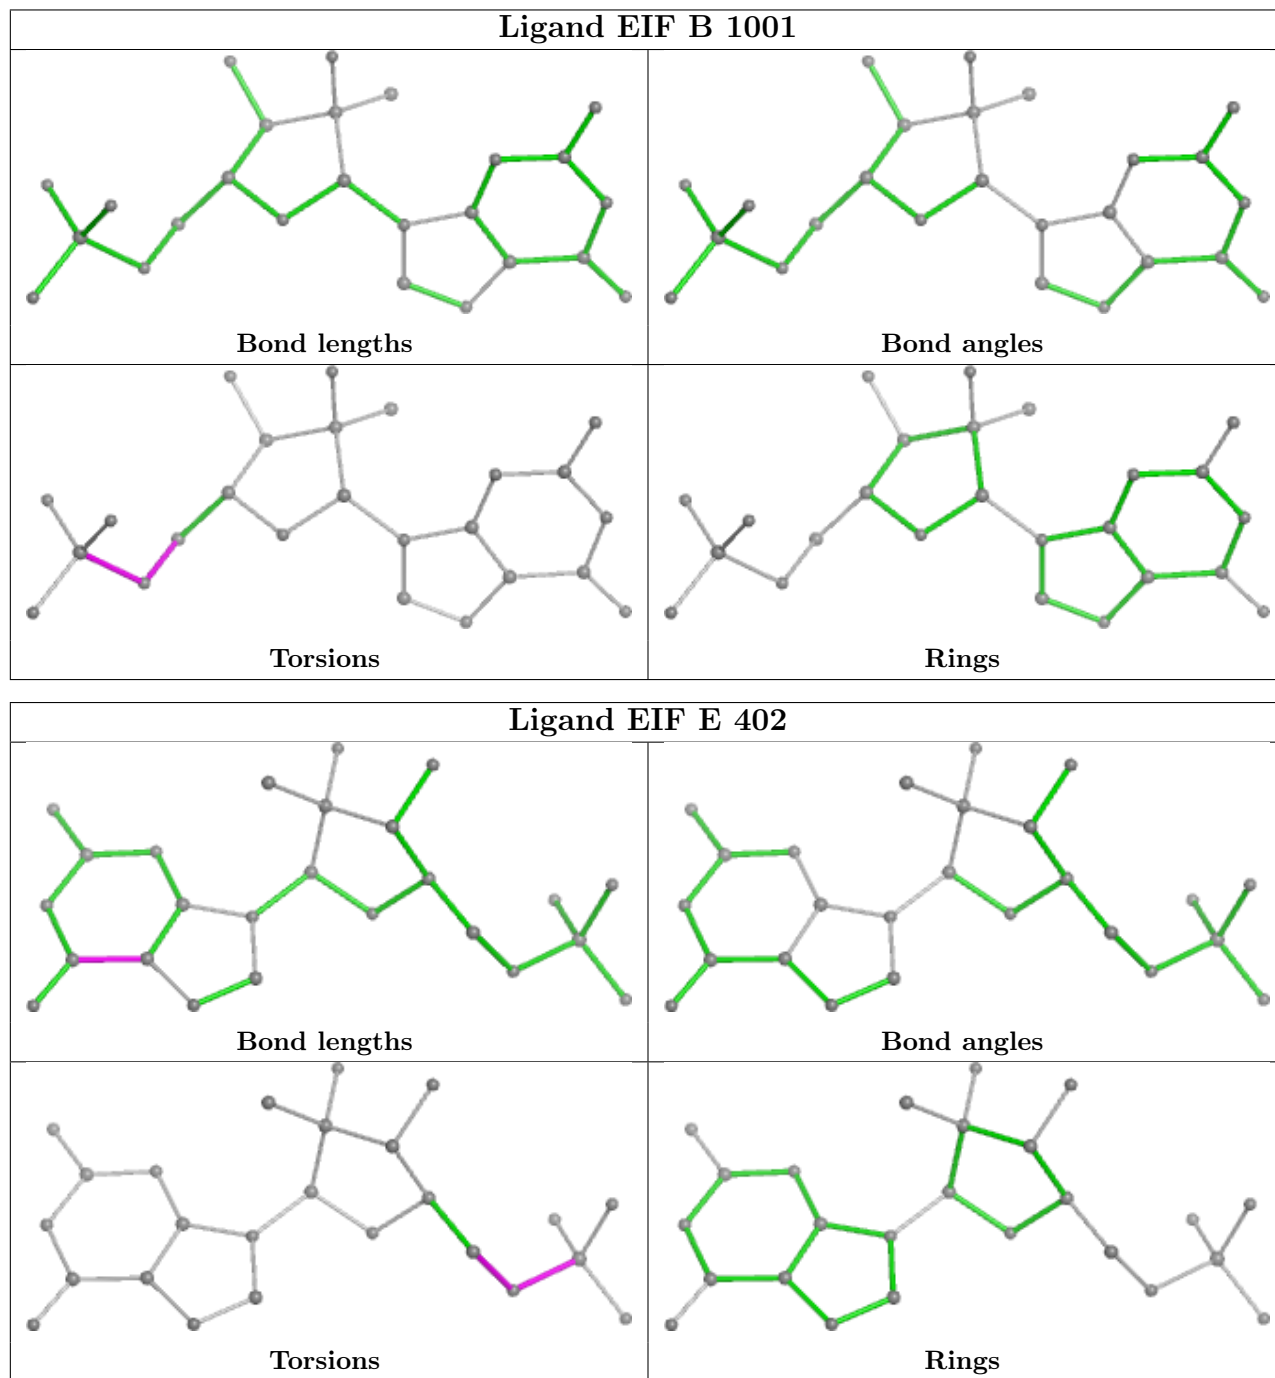 Ligand EIF B 1001
Bond lengths
Bond angles
Torsions
Rings
Ligand EIF E 402
Bond lengths
Bond angles
Torsions
Rings